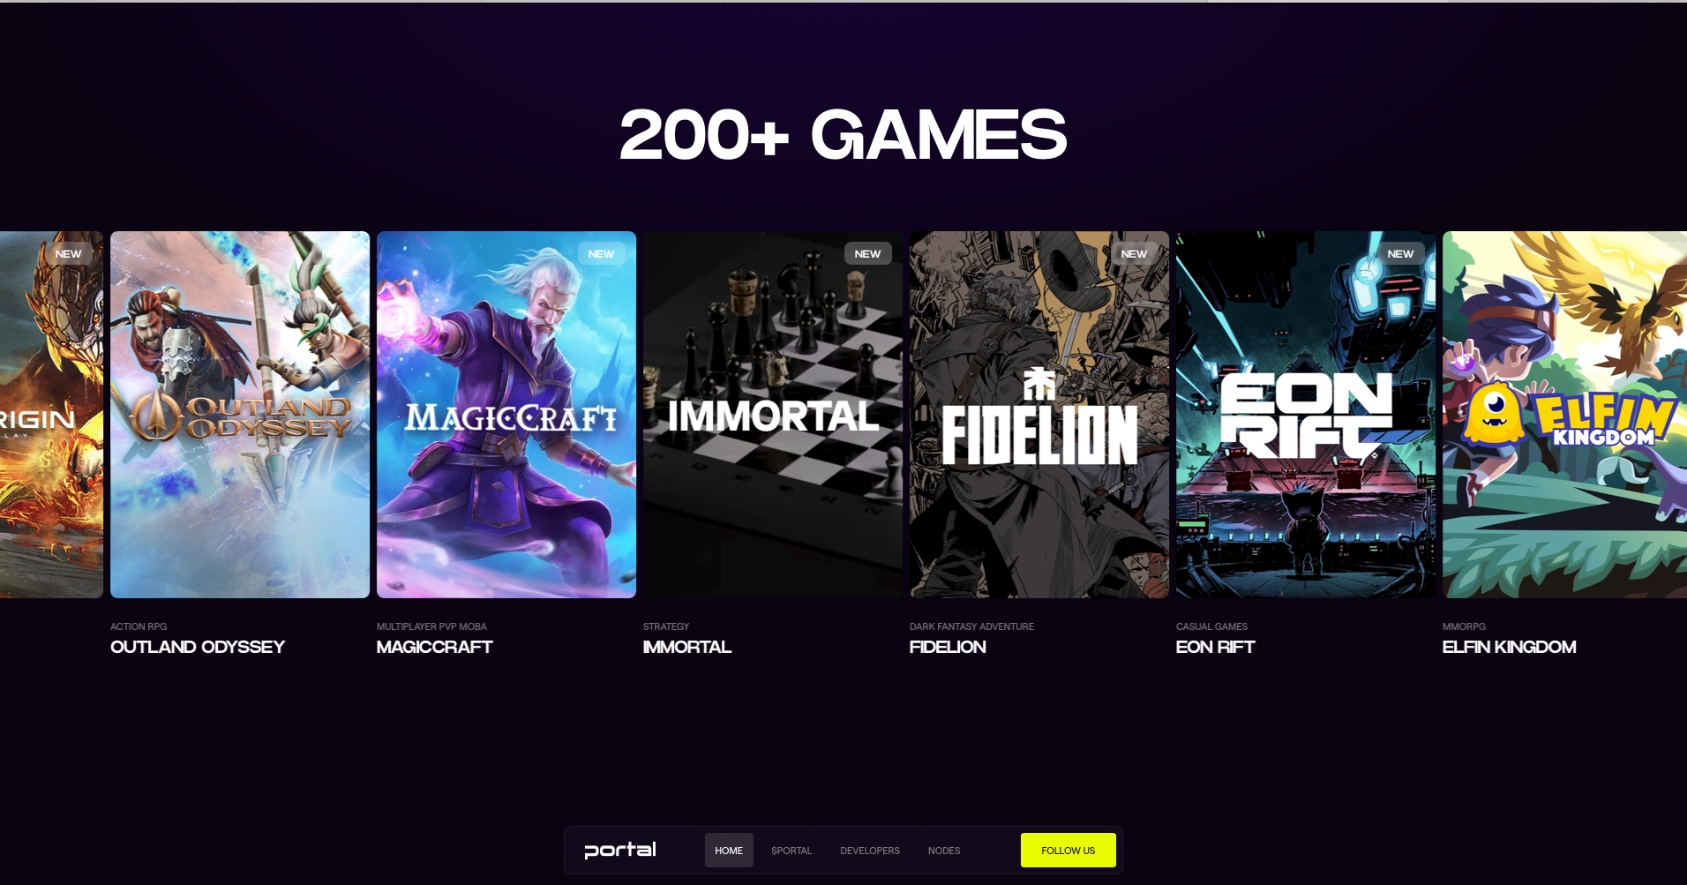 200+ GAMES
NEW
RIGIN
LAY
OUTLAND
ODYSSEY
ACTION RPG
OUTLAND ODYSSEY
NEW
MAGICCRAFT
MULTIPLAYER PVP MOBA
MAGICCRAFT
NEW
IMMORTAL
STRATEGY
IMMORTAL
NEW
FIDELION
DARK FANTASY ADVENTURE
FIDELION
NEW
EON
RIFT
CASUAL GAMES
EON RIFT
ELFIN
KINGDOM
MMORPG
ELFIN KINGDOM
portal
HOME
$PORTAL
DEVELOPERS
NODES
FOLLOW US